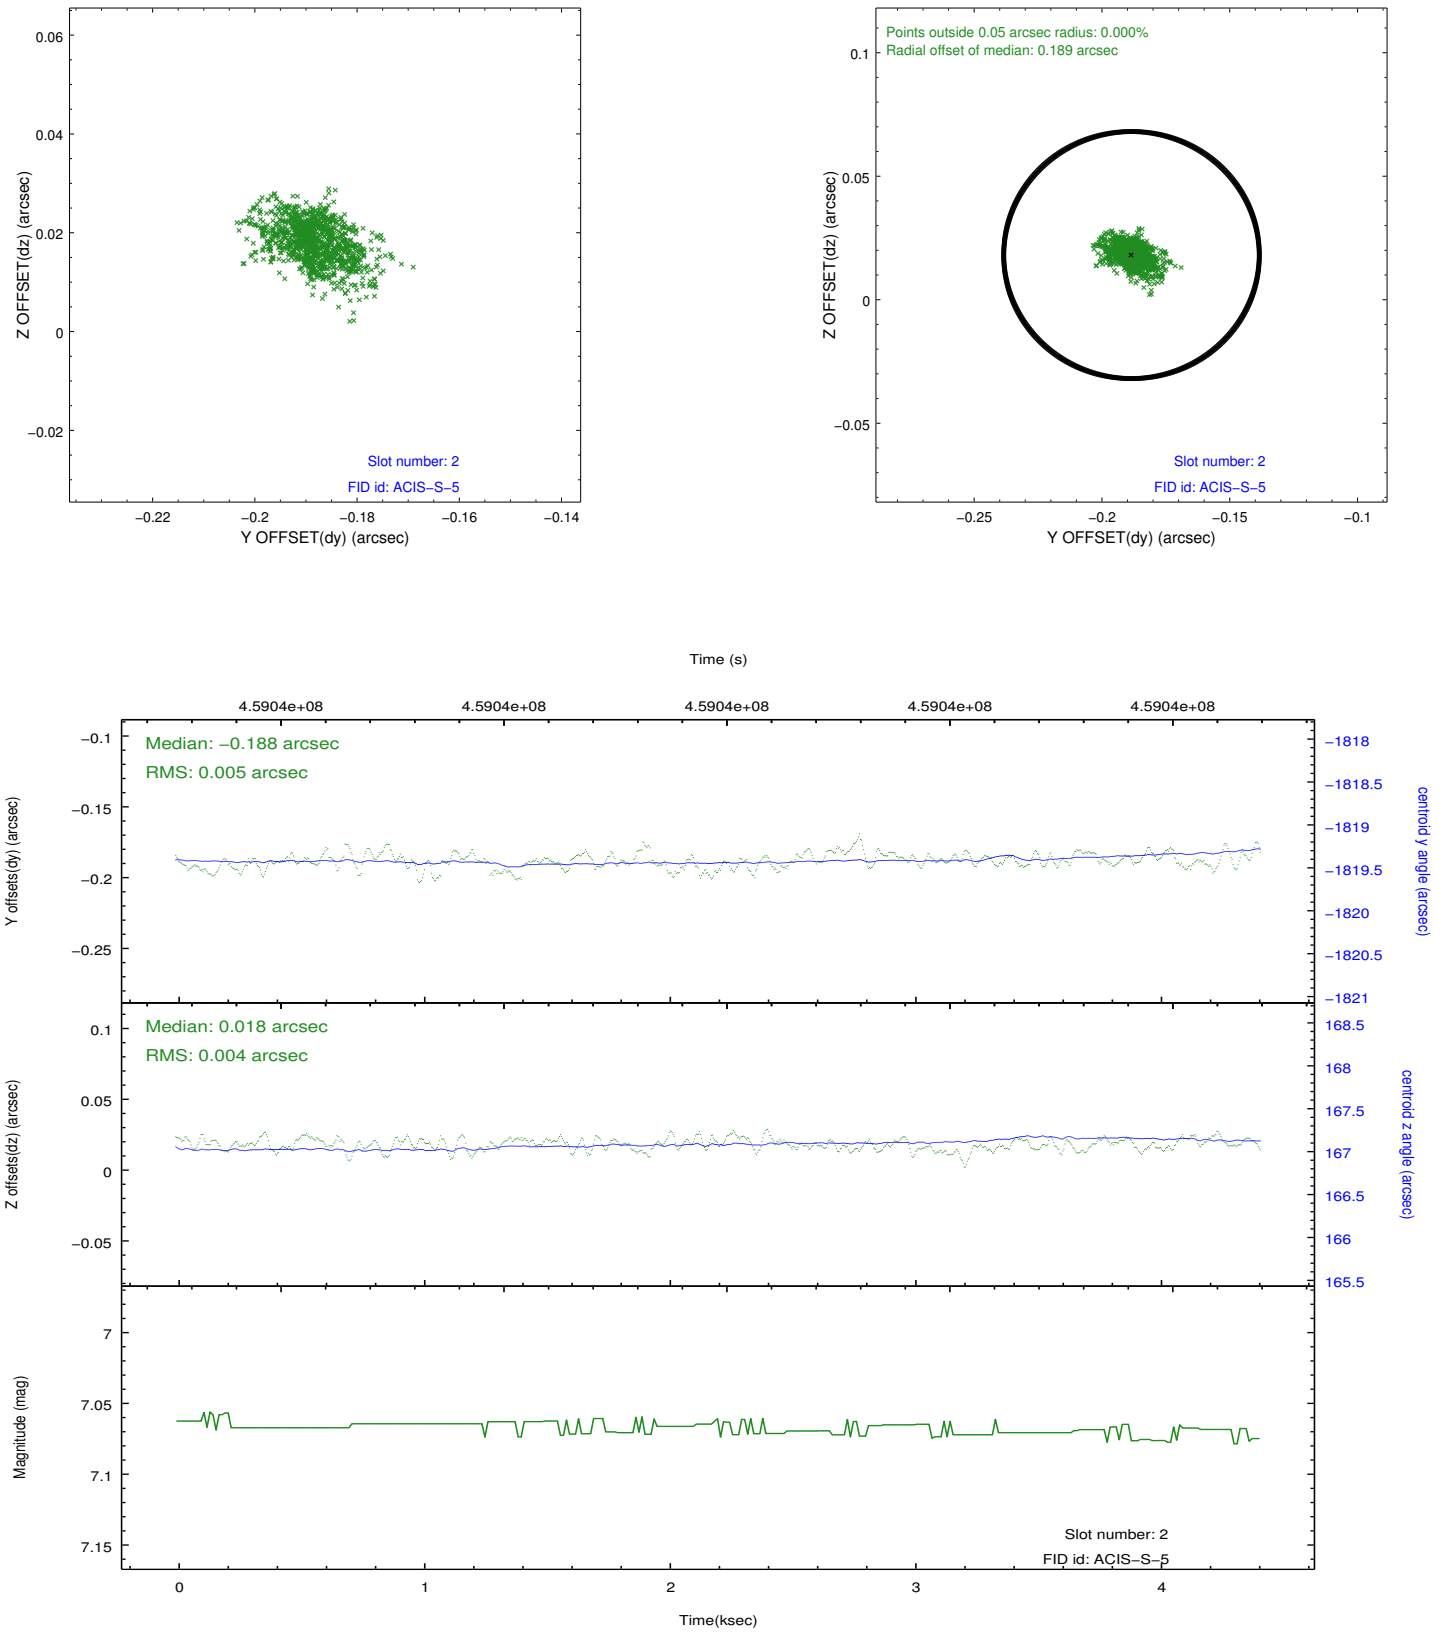 0.06
0.04
0.02
0
−0.02
Z OFFSET(dz) (arcsec)
Slot number: 2
FID id: ACIS−S−5
−0.22 −0.2 −0.18 −0.16 −0.14
Y OFFSET(dy) (arcsec)
Points outside 0.05 arcsec radius: 0.000%
Radial offset of median: 0.189 arcsec
0.1
0.05
0
−0.05
Z OFFSET(dz) (arcsec)
Slot number: 2
FID id: ACIS−S−5
−0.25 −0.2 −0.15 −0.1
Y OFFSET(dy) (arcsec)
Time (s)
4.5904e+08 4.5904e+08 4.5904e+08 4.5904e+08 4.5904e+08
Median: −0.188 arcsec
RMS: 0.005 arcsec
−0.1
−0.15
−0.2
−0.25
Y offsets(dy) (arcsec)
−1818
−1818.5
−1819
−1819.5
−1820
−1820.5
−1821
centroid y angle (arcsec)
Median: 0.018 arcsec
RMS: 0.004 arcsec
0.1
0.05
0
−0.05
Z offsets(dz) (arcsec)
168.5
168
167.5
167
166.5
166
165.5
centroid z angle (arcsec)
7
7.05
7.1
7.15
Magnitude (mag)
Slot number: 2
FID id: ACIS−S−5
0 1 2 3 4
Time(ksec)